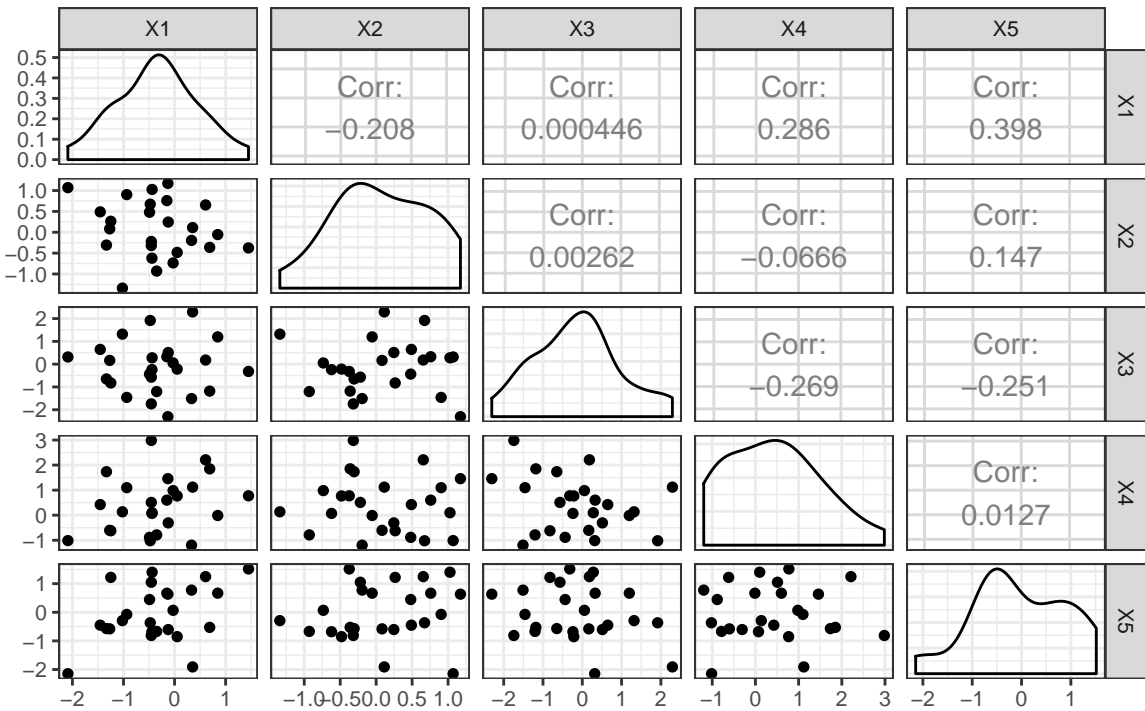 X1 X2 X3 X4 X5
0.5
0.4
0.3
0.2
0.1
0.0
Corr:
−0.208
Corr:
0.000446
Corr:
0.286
Corr:
0.398
X1
1.0
0.5
0.0
−0.5
−1.0
Corr:
0.00262
Corr:
−0.0666
Corr:
0.147
X2
2
1
0
−1
−2
Corr:
−0.269
Corr:
−0.251
X3
3
2
1
0
−1
Corr:
0.0127
X4
1
0
−1
−2
X5
−2 −1 0 1 −1.0−0.50.0 0.5 1.0 −2 −1 0 1 2 −1 0 1 2 3 −2 −1 0 1